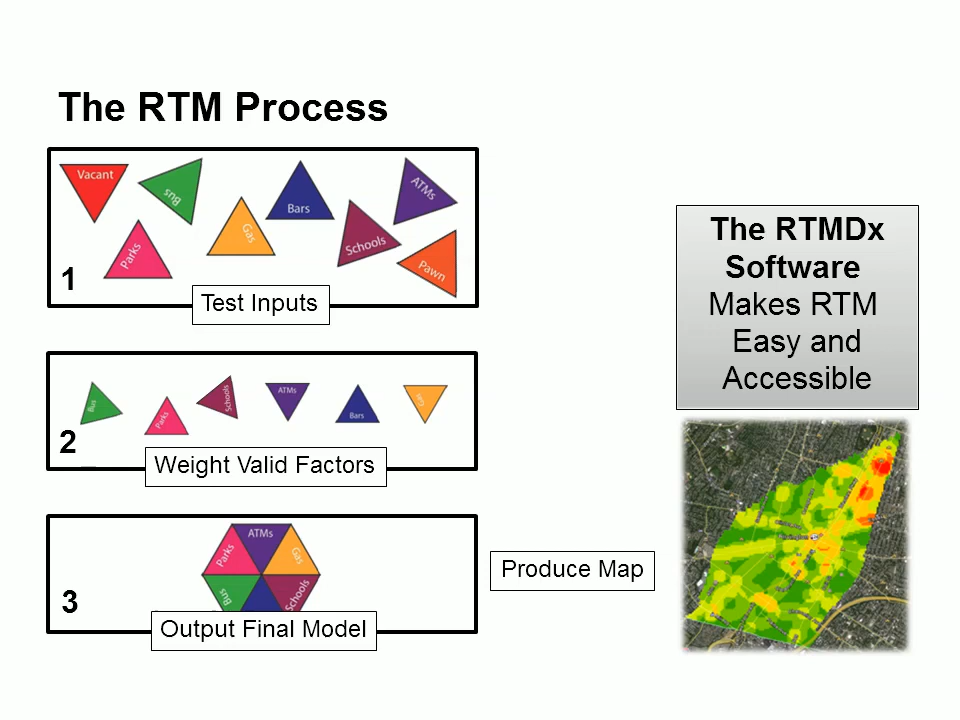 The RTM Process
Vacant
Bus
Parks
Gas
Bars
Schools
ATMs
Pawn
1
Test Inputs
Bus
Parks
Schools
ATMs
Bars
Gas
2
Weight Valid Factors
Parks
ATMs
Gas
Bus
Schools
3
Output Final Model
Produce Map
The RTMDx
Software
Makes RTM
Easy and
Accessible